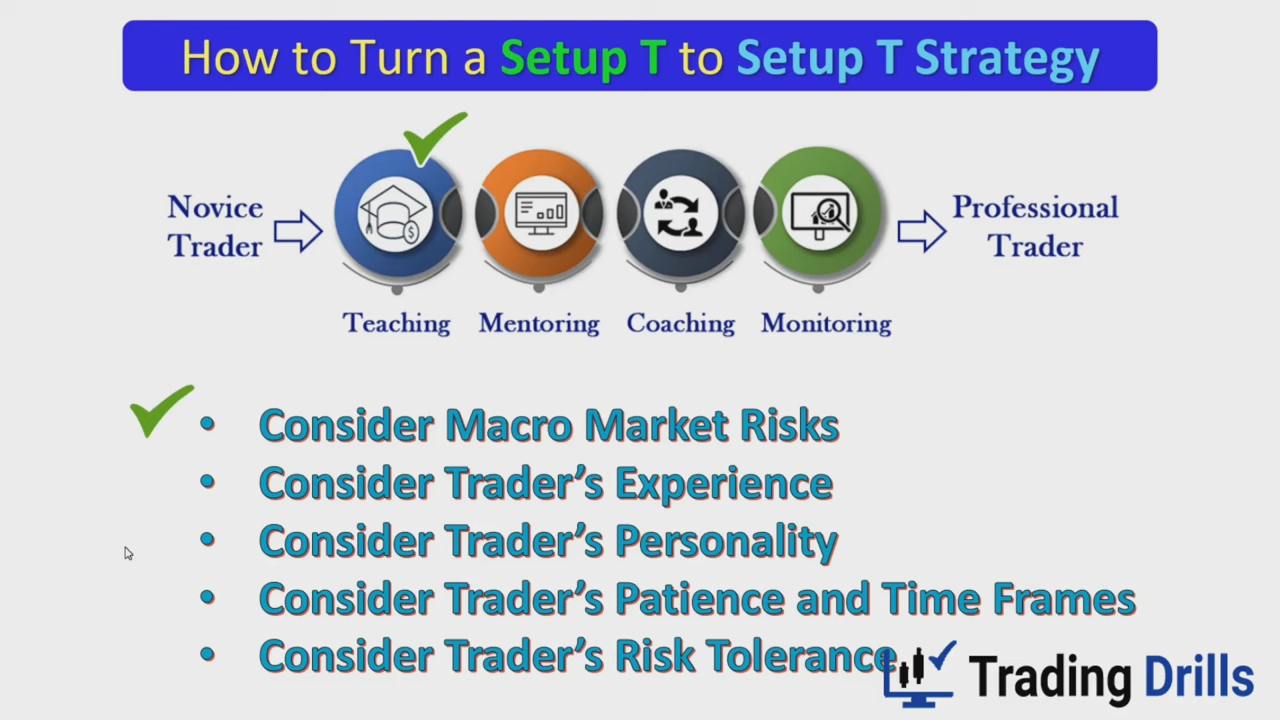 How to Turn a Setup T to Setup T Strategy
Novice
Trader
Teaching
Mentoring
Coaching
Monitoring
Professional
Trader
• Consider Macro Market Risks
• Consider Trader's Experience
• Consider Trader's Personality
• Consider Trader's Patience and Time Frames
• Consider Trader's Risk Tolerance
Trading Drills